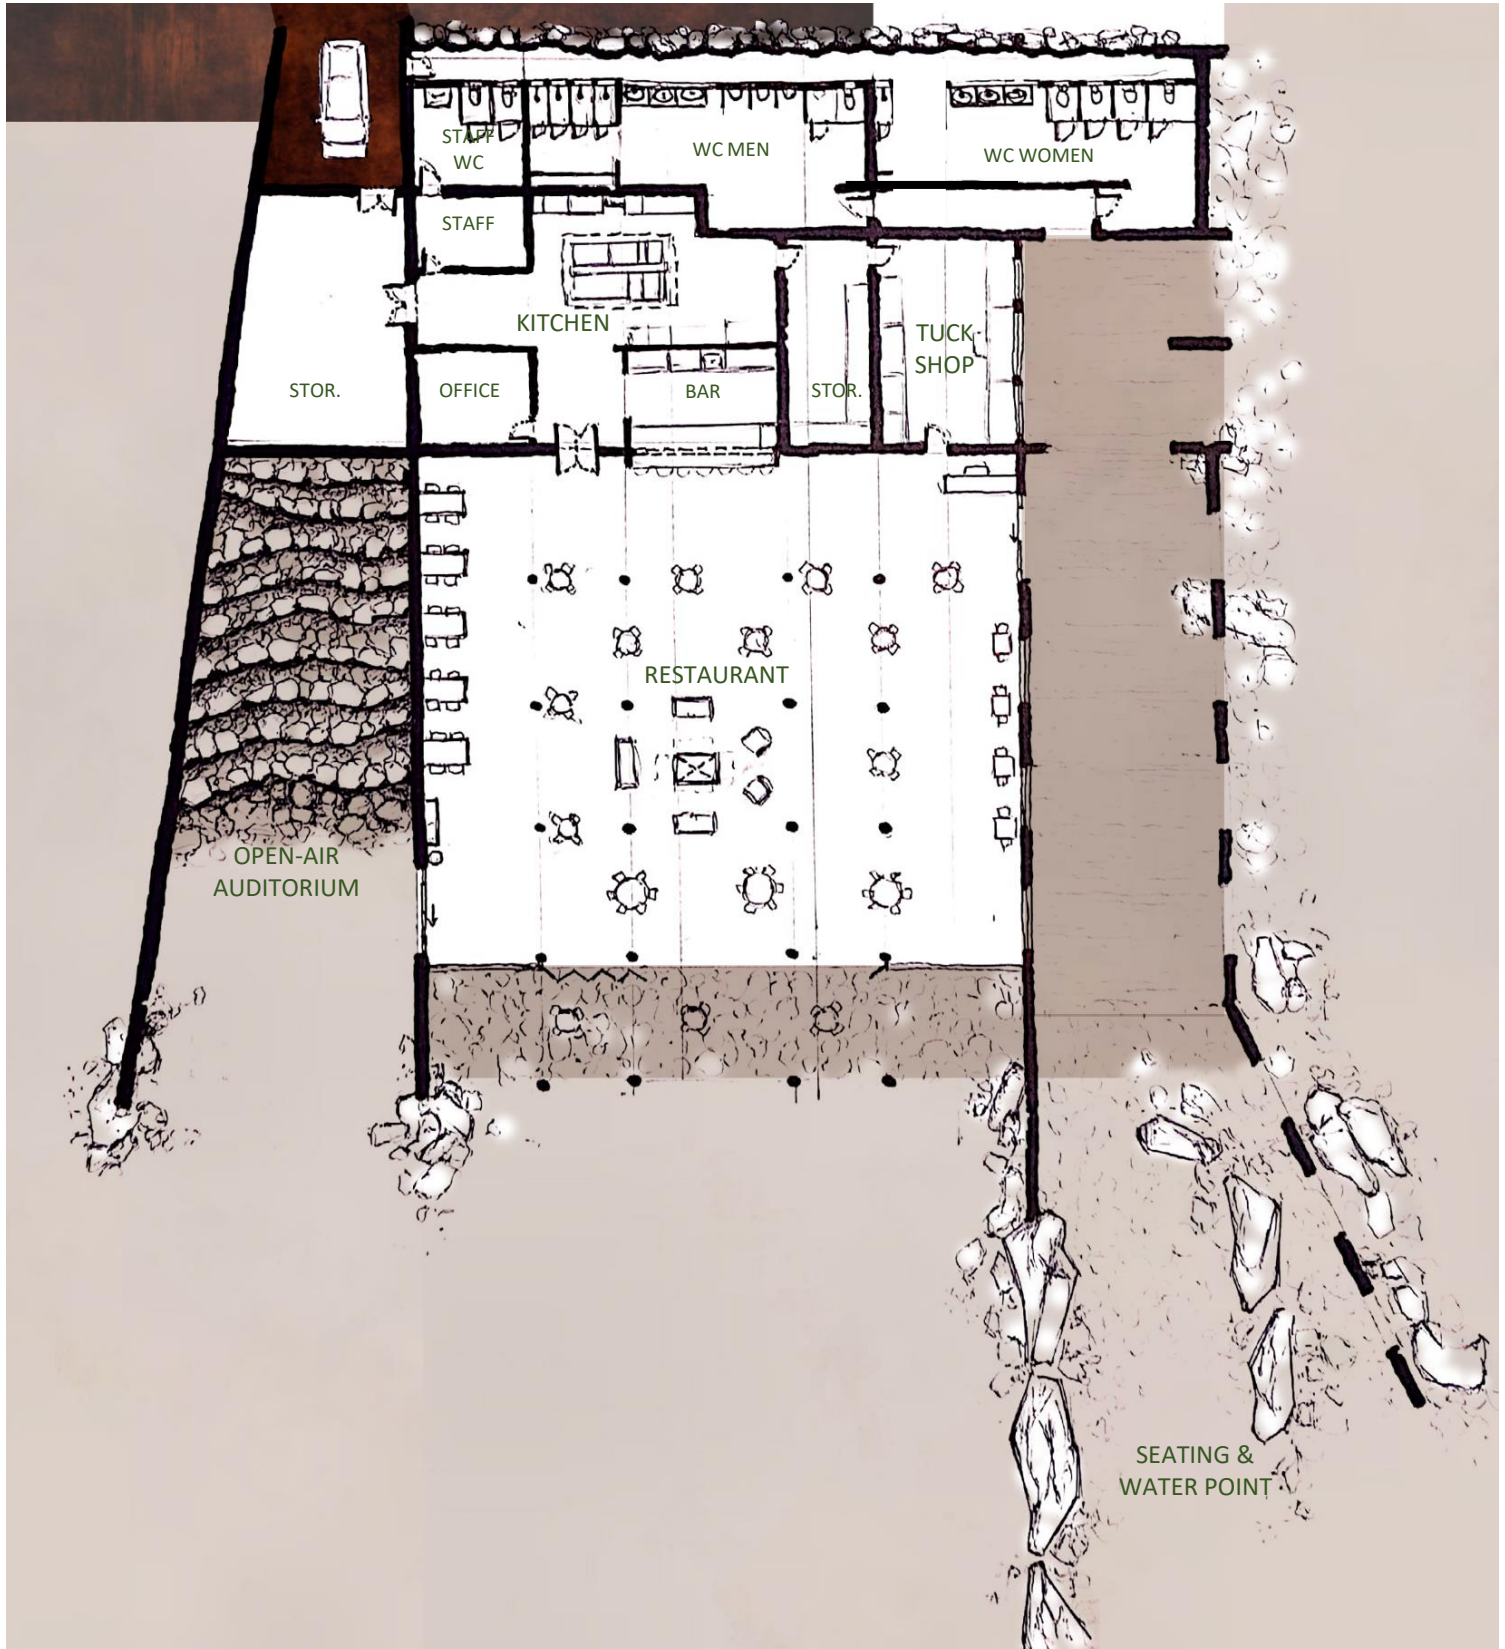 STAFF
WC
WC MEN
WC WOMEN
STAFF
KITCHEN
TUCK
SHOP
STOR.
OFFICE
BAR
STOR.
RESTAURANT
OPEN-AIR
AUDITORIUM
SEATING &
WATER POINT